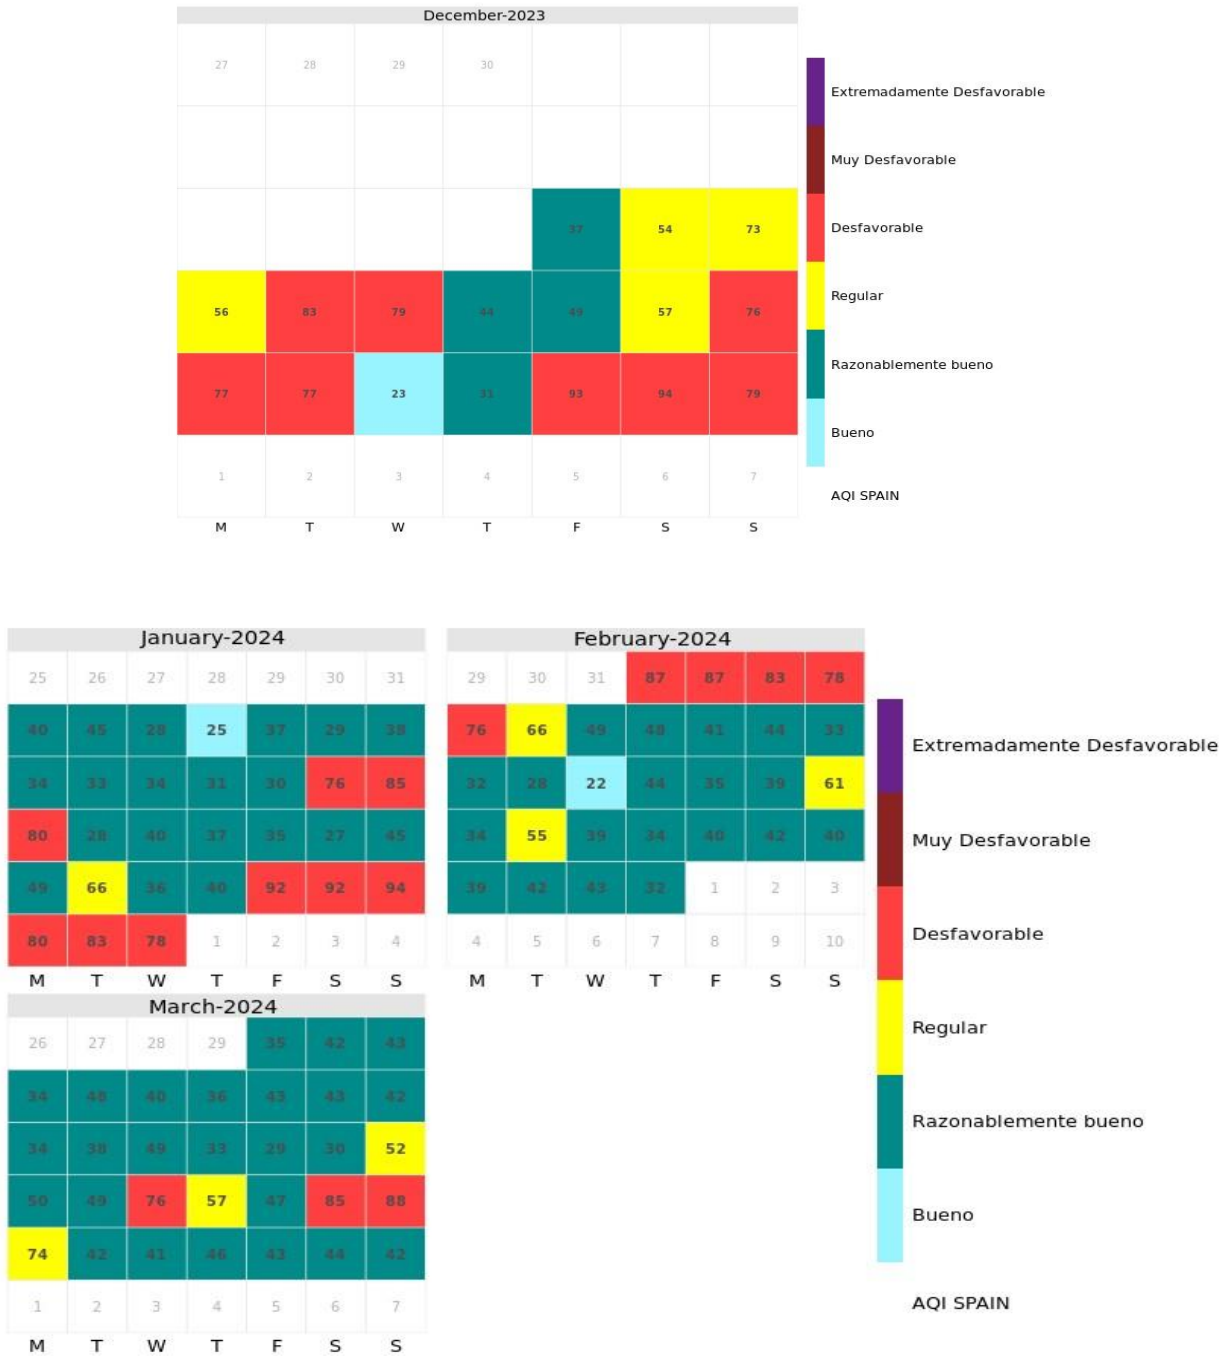 December-2023
27 28 29 30
37 54 73
56 83 79 44 49 57 76
77 77 23 31 93 94 79
1 2 3 4 5 6 7
M T W T F S S
Extremadamente Desfavorable
Muy Desfavorable
Desfavorable
Regular
Razonablemente bueno
Bueno
AQI SPAIN
January-2024
25 26 27 28 29 30 31
40 45 28 25 37 29 38
34 33 34 31 30 76 85
80 28 40 37 35 27 45
49 66 36 40 92 92 94
80 83 78 1 2 3 4
M T W T F S S
February-2024
29 30 31 87 87 83 78
76 66 49 48 41 44 33
32 28 22 44 35 39 61
34 55 39 34 40 42 40
39 42 43 32 1 2 3
4 5 6 7 8 9 10
M T W T F S S
March-2024
26 27 28 29 35 42 43
34 48 40 36 43 43 42
34 38 49 33 29 30 52
50 49 76 57 47 85 88
74 42 41 46 43 44 42
1 2 3 4 5 6 7
M T W T F S S
Extremadamente Desfavorable
Muy Desfavorable
Desfavorable
Regular
Razonablemente bueno
Bueno
AQI SPAIN